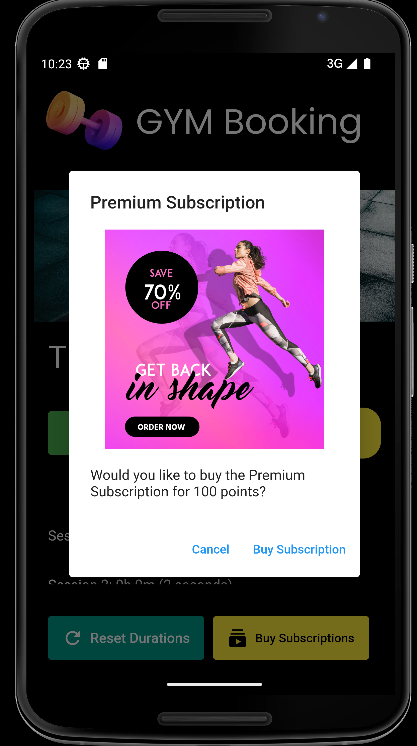 10:23
3G
GYM Booking
Premium Subscription
SAVE
70%
OFF
GET BACK
in shape
ORDER NOW
T
Would you like to buy the Premium
Subscription for 100 points?
Ses
Cancel
Buy Subscription
Session 2: 0h 0m (2 seconds)
Reset Durations
Buy Subscriptions